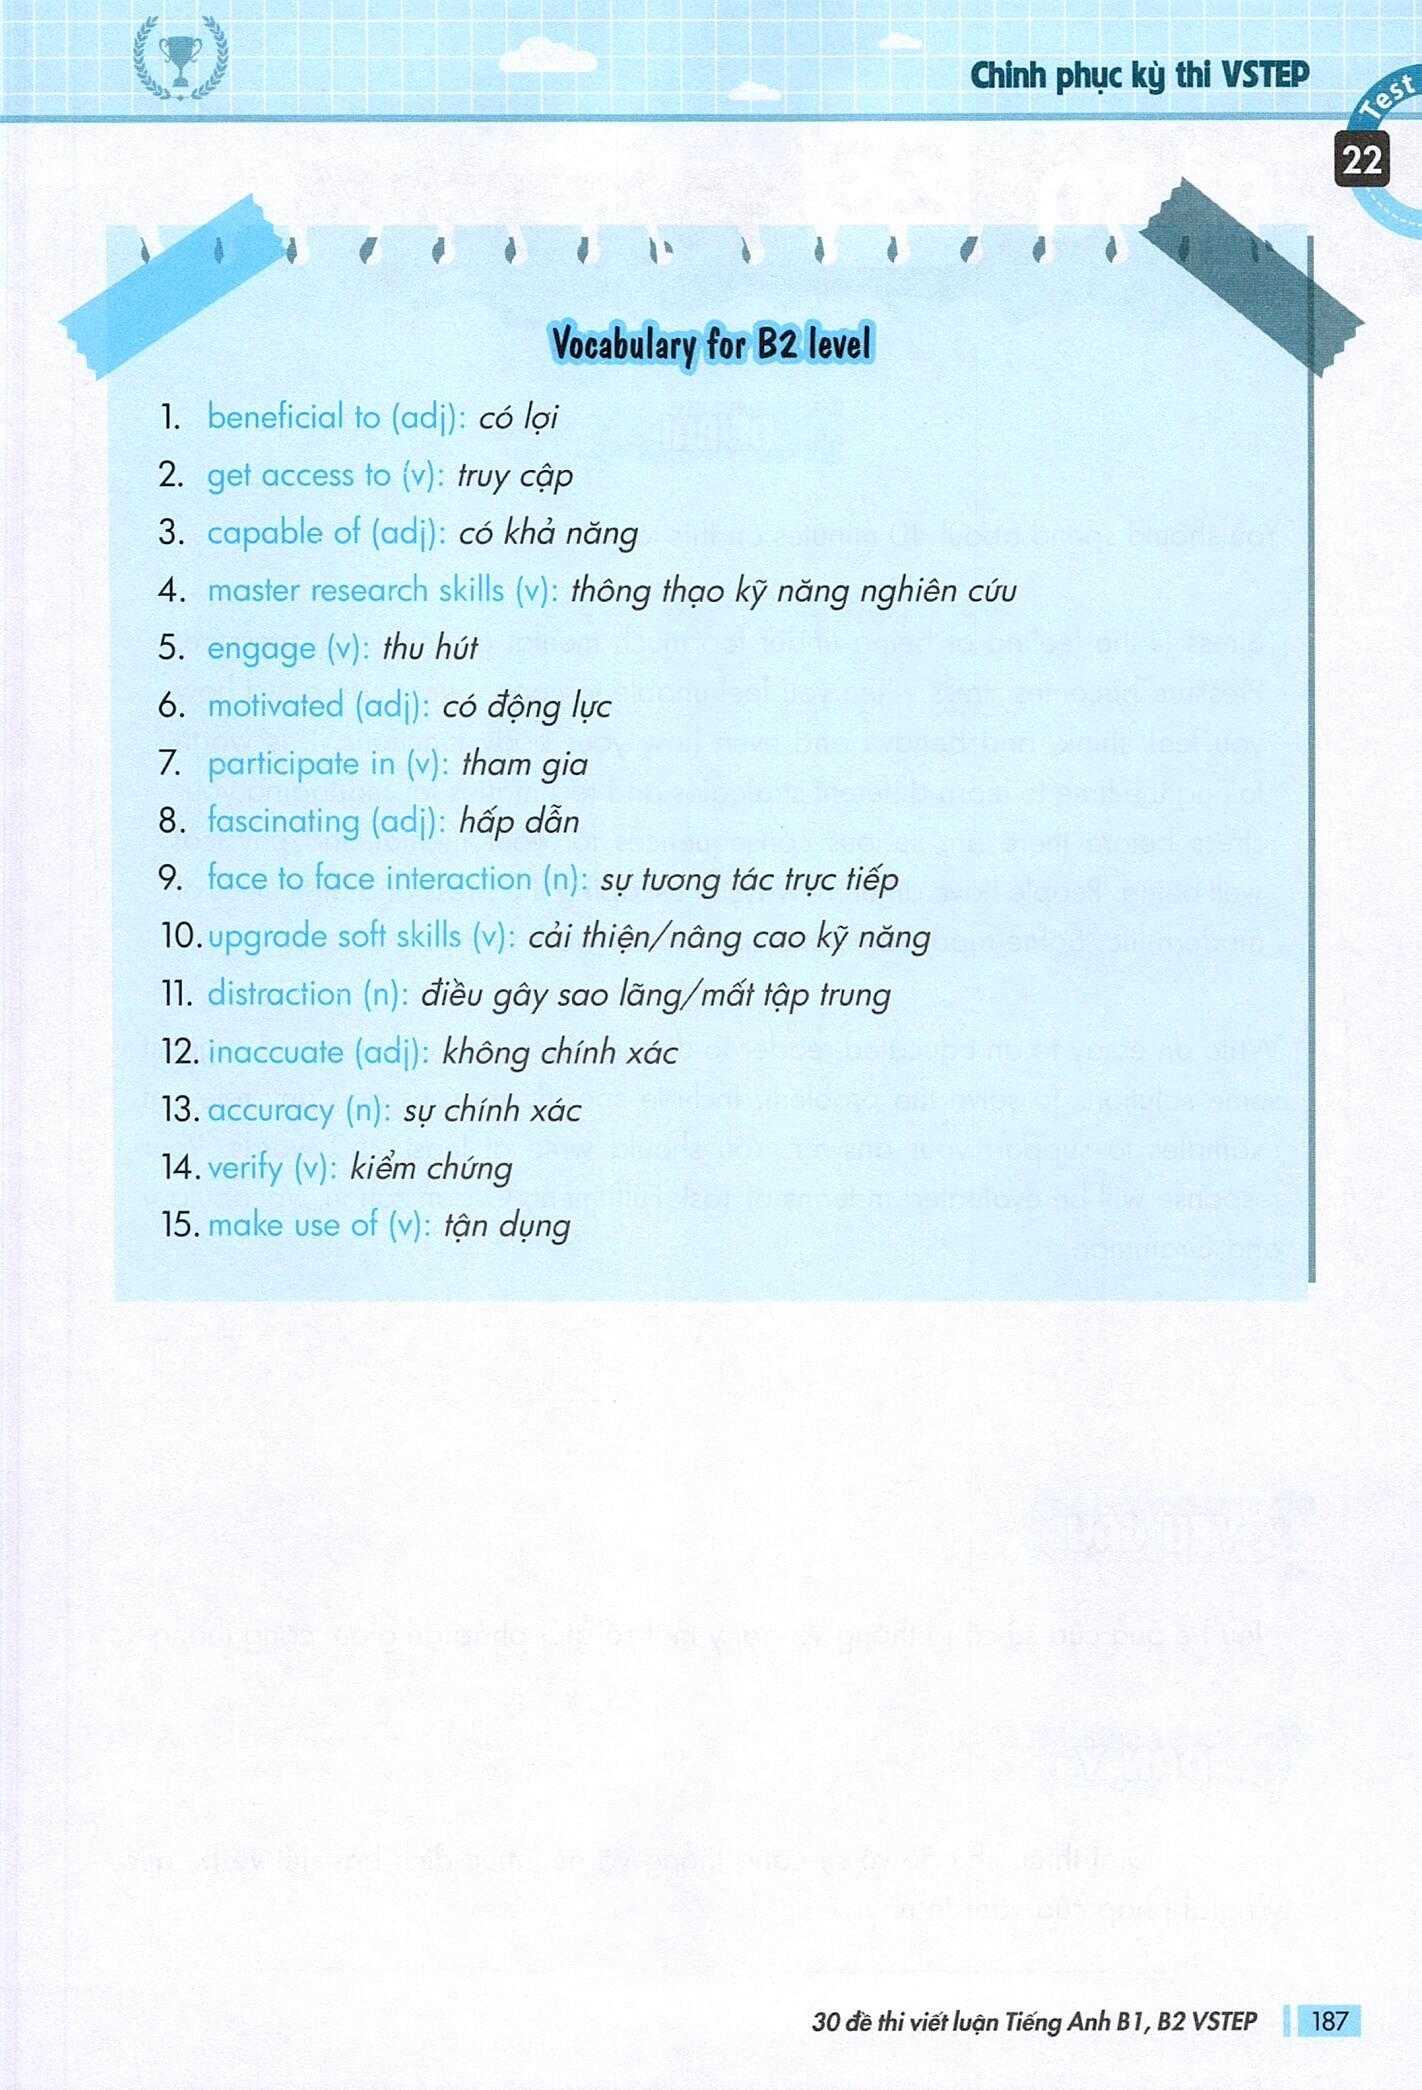 Chinh phục kỳ thi VSTEP
Test
22
Vocabulary for B2 level
1. beneficial to (adj): có lợi
2. get access to (v): truy cập
3. capable of (adj): có khả năng
4. master research skills (v): thông thạo kỹ năng nghiên cứu
5. engage (v): thu hút
6. motivated (adj): có động lực
7. participate in (v): tham gia
8. fascinating (adj): hấp dẫn
9. face to face interaction (n): sự tương tác trực tiếp
10. upgrade soft skills (v): cải thiện/nâng cao kỹ năng
11. distraction (n): điều gây sao lãng/mất tập trung
12. inaccuate (adj): không chính xác
13. accuracy (n): sự chính xác
14. verify (v): kiểm chứng
15. make use of (v): tận dụng
30 đề thi viết luận Tiếng Anh B1, B2 VSTEP 187